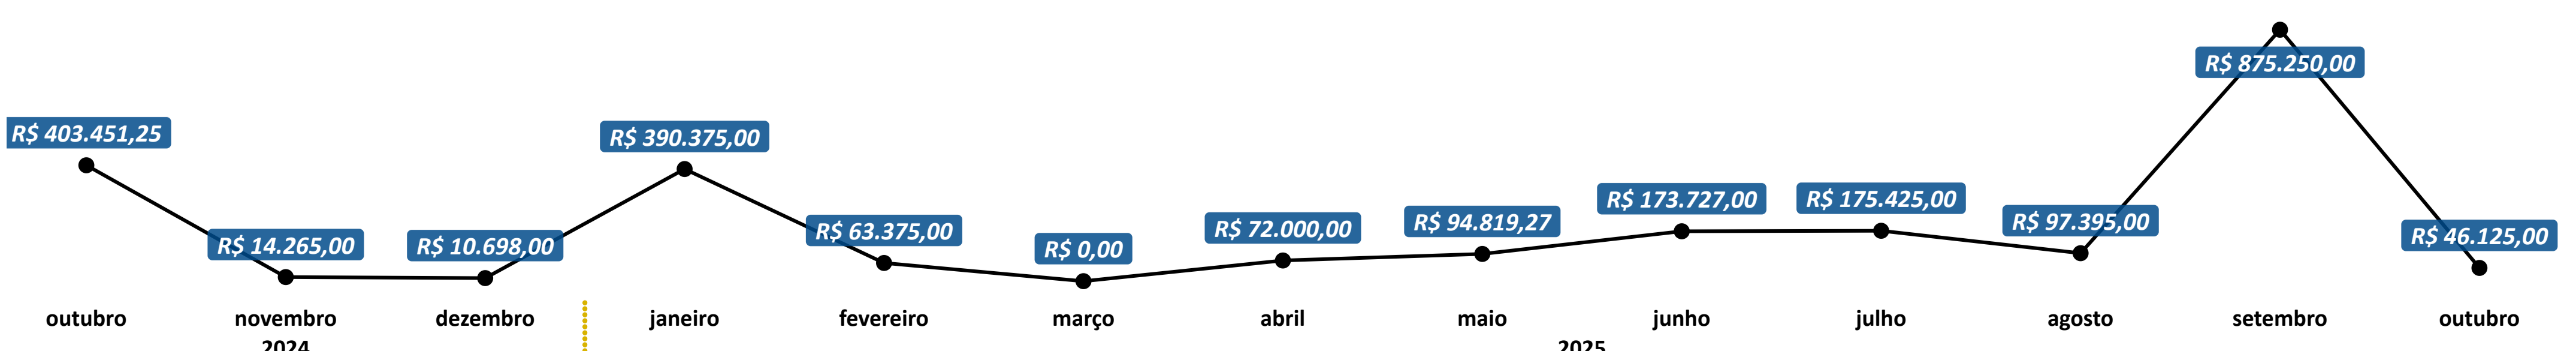 R$ 403.451,25
R$ 14.265,00
R$ 10.698,00
R$ 390.375,00
R$ 63.375,00
R$ 0,00
R$ 72.000,00
R$ 94.819,27
R$ 173.727,00
R$ 175.425,00
R$ 97.395,00
R$ 875.250,00
R$ 46.125,00
outubro novembro dezembro janeiro fevereiro março abril maio junho julho agosto setembro outubro
2024 2025